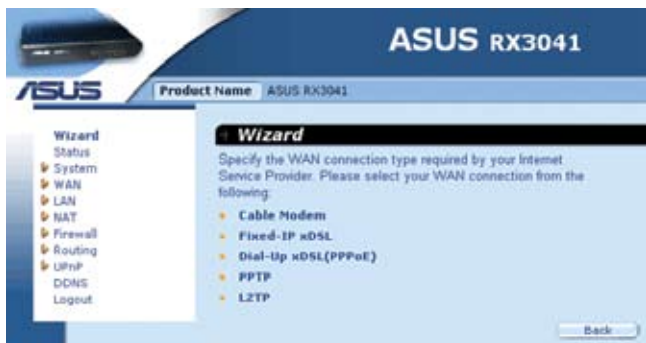 ASUS RX3041
ASUS
Product Name ASUS RX3041
Wizard
Status
System
WAN
LAN
NAT
Firewall
Routing
UPnP
DDNS
Logout
Wizard
Specify the WAN connection type required by your Internet
Service Provider. Please select your WAN connection from the
following:
Cable Modem
Fixed-IP xDSL
Dial-Up xDSL(PPPoE)
PPTP
L2TP
Back